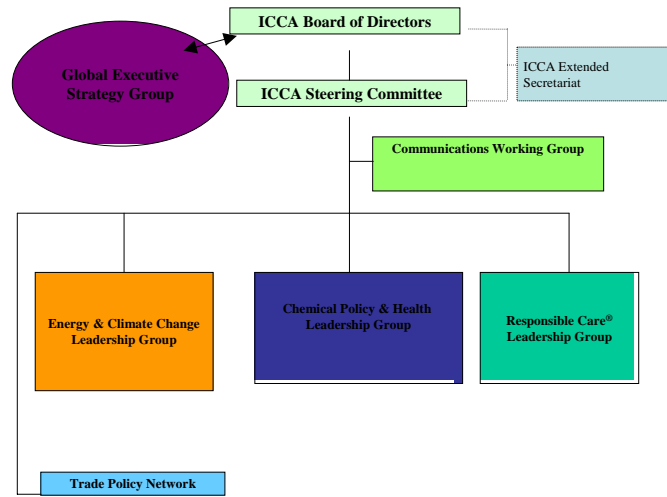 ICCA Board of Directors
Global Executive
Strategy Group
ICCA Extended
Secretariat
ICCA Steering Committee
Communications Working Group
Energy & Climate Change
Leadership Group
Chemical Policy & Health
Leadership Group
Responsible Care®
Leadership Group
Trade Policy Network